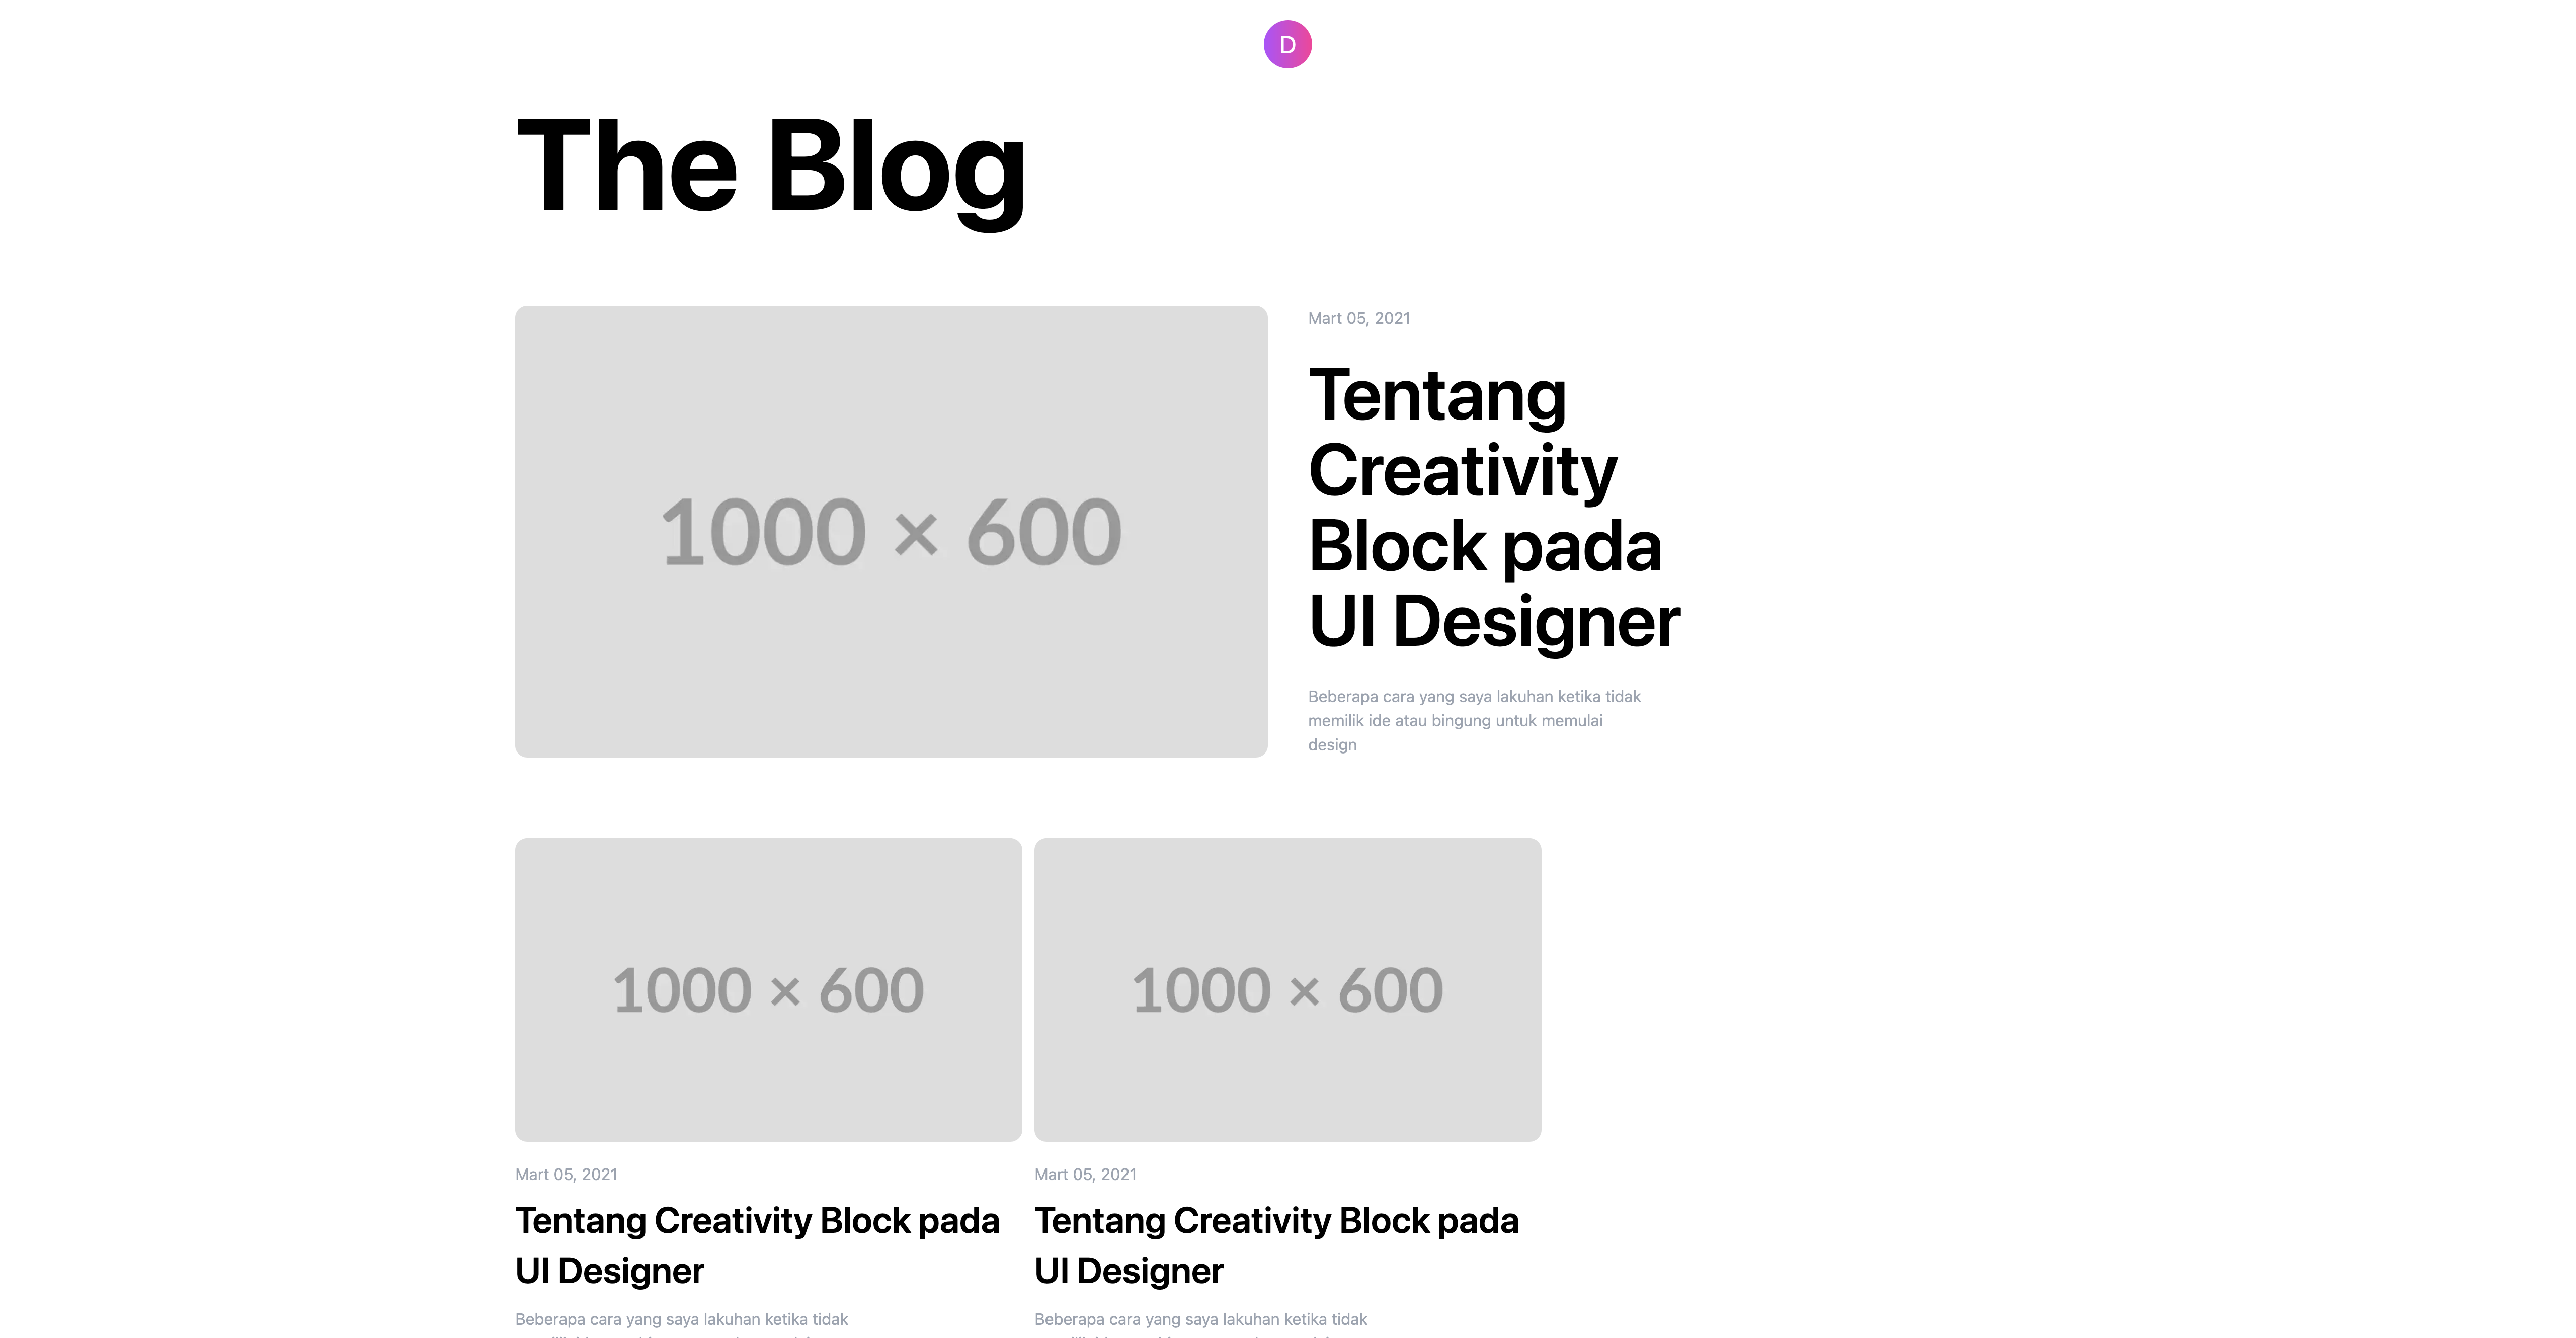 D
The Blog
1000 × 600
Mart 05, 2021
Tentang
Creativity
Block pada
UI Designer
Beberapa cara yang saya lakuhan ketika tidak
memilik ide atau bingung untuk memulai
design
1000 × 600
Mart 05, 2021
Tentang Creativity Block pada
UI Designer
Beberapa cara yang saya lakuhan ketika tidak
1000 × 600
Mart 05, 2021
Tentang Creativity Block pada
UI Designer
Beberapa cara yang saya lakuhan ketika tidak